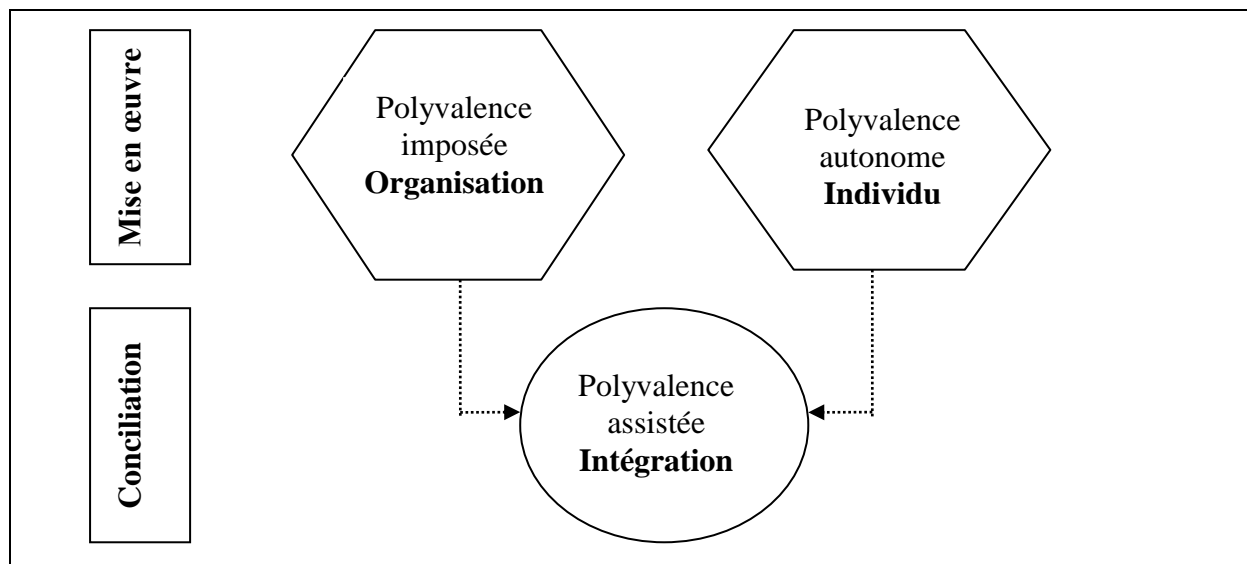 Mise en œuvre
Polyvalence
imposée
Organisation
Polyvalence
autonome
Individu
Conciliation
Polyvalence
assistée
Intégration